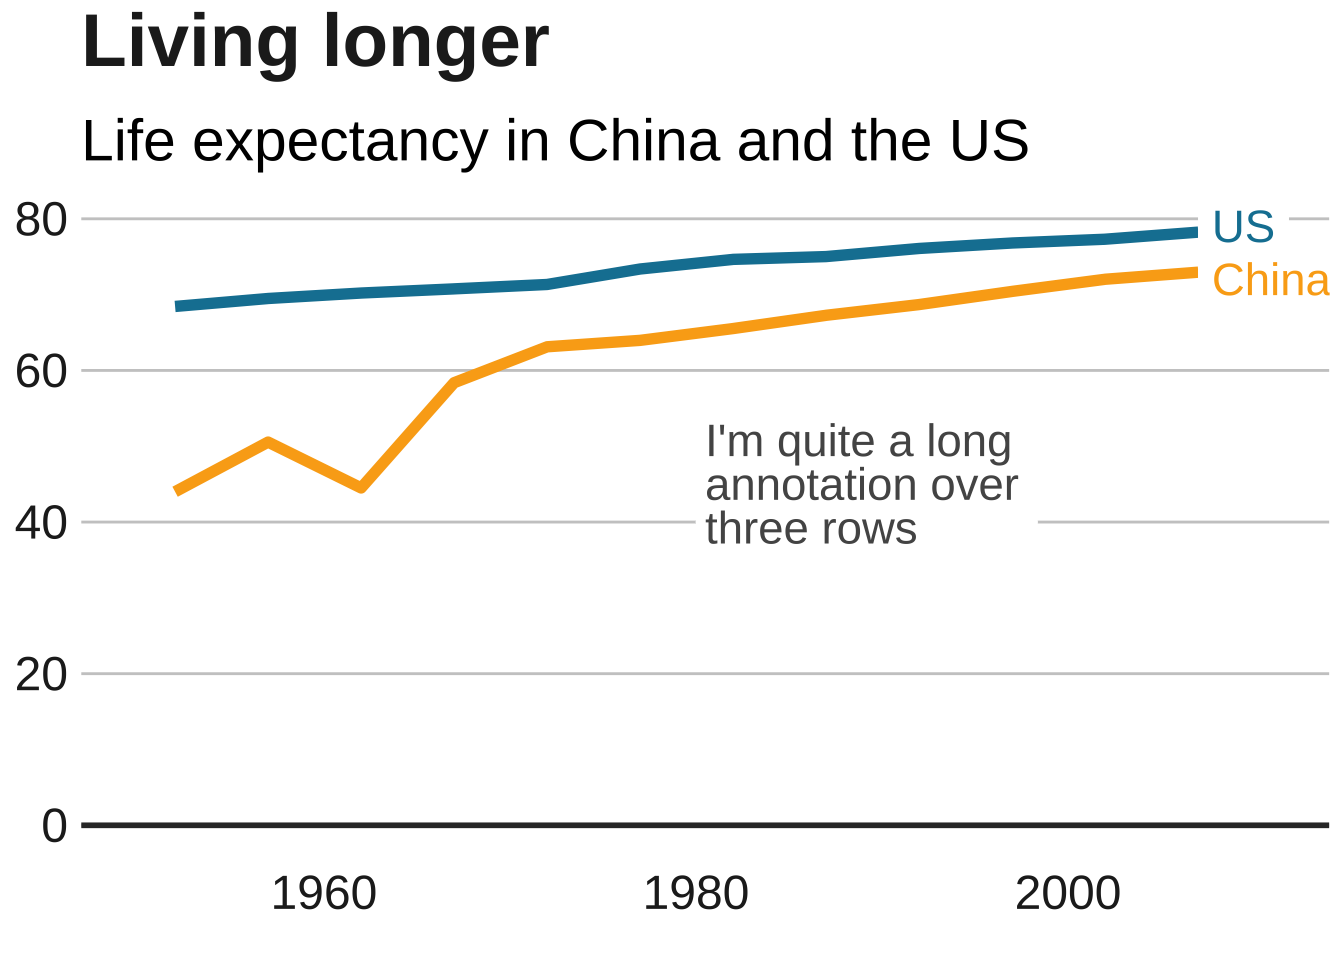 Living longer
Life expectancy in China and the US
80
US
China
60
I'm quite a long
annotation over
three rows
40
20
0
1960 1980 2000